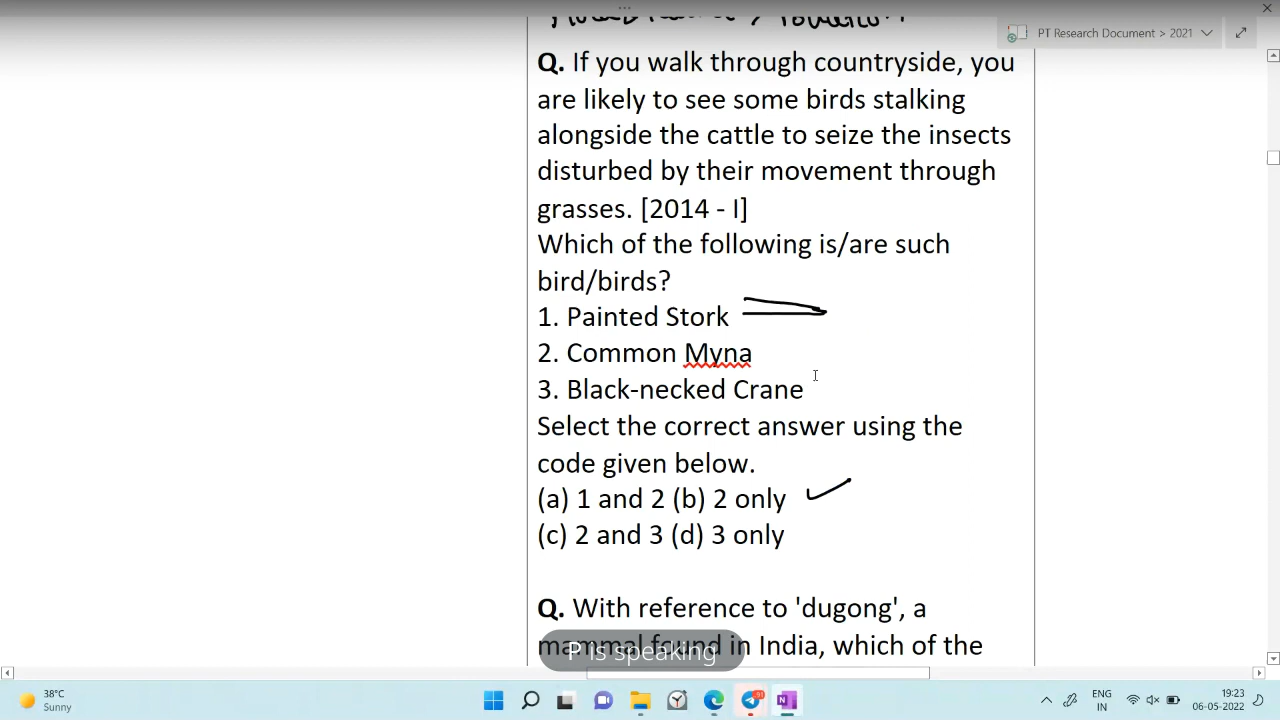 PT Research Document > 2021
Q. If you walk through countryside, you
are likely to see some birds stalking
alongside the cattle to seize the insects
disturbed by their movement through
grasses. [2014 - I]
Which of the following is/are such
bird/birds?
1. Painted Stork
2. Common Myna
3. Black-necked Crane
Select the correct answer using the
code given below.
(a) 1 and 2 (b) 2 only
(c) 2 and 3 (d) 3 only
Q. With reference to 'dugong', a
mammal found in India, which of the
P is speaking
38°C
Sunny
91
ENG
IN
19:23
06-05-2022